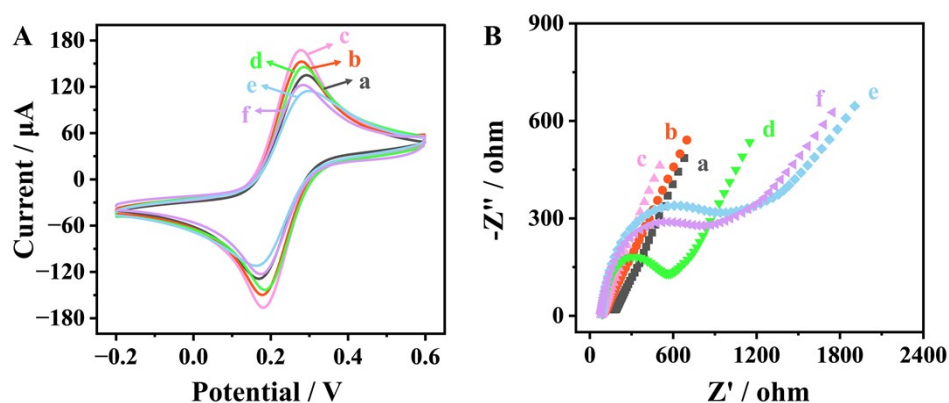 A
180
120
60
0
−60
−120
−180
−0.2
0.0
0.2
0.4
0.6
Current / μA
Potential / V
c
b
d
a
e
f
B
900
600
300
0
0
600
1200
1800
2400
-Z" / ohm
Z' / ohm
f
e
b
d
c
a